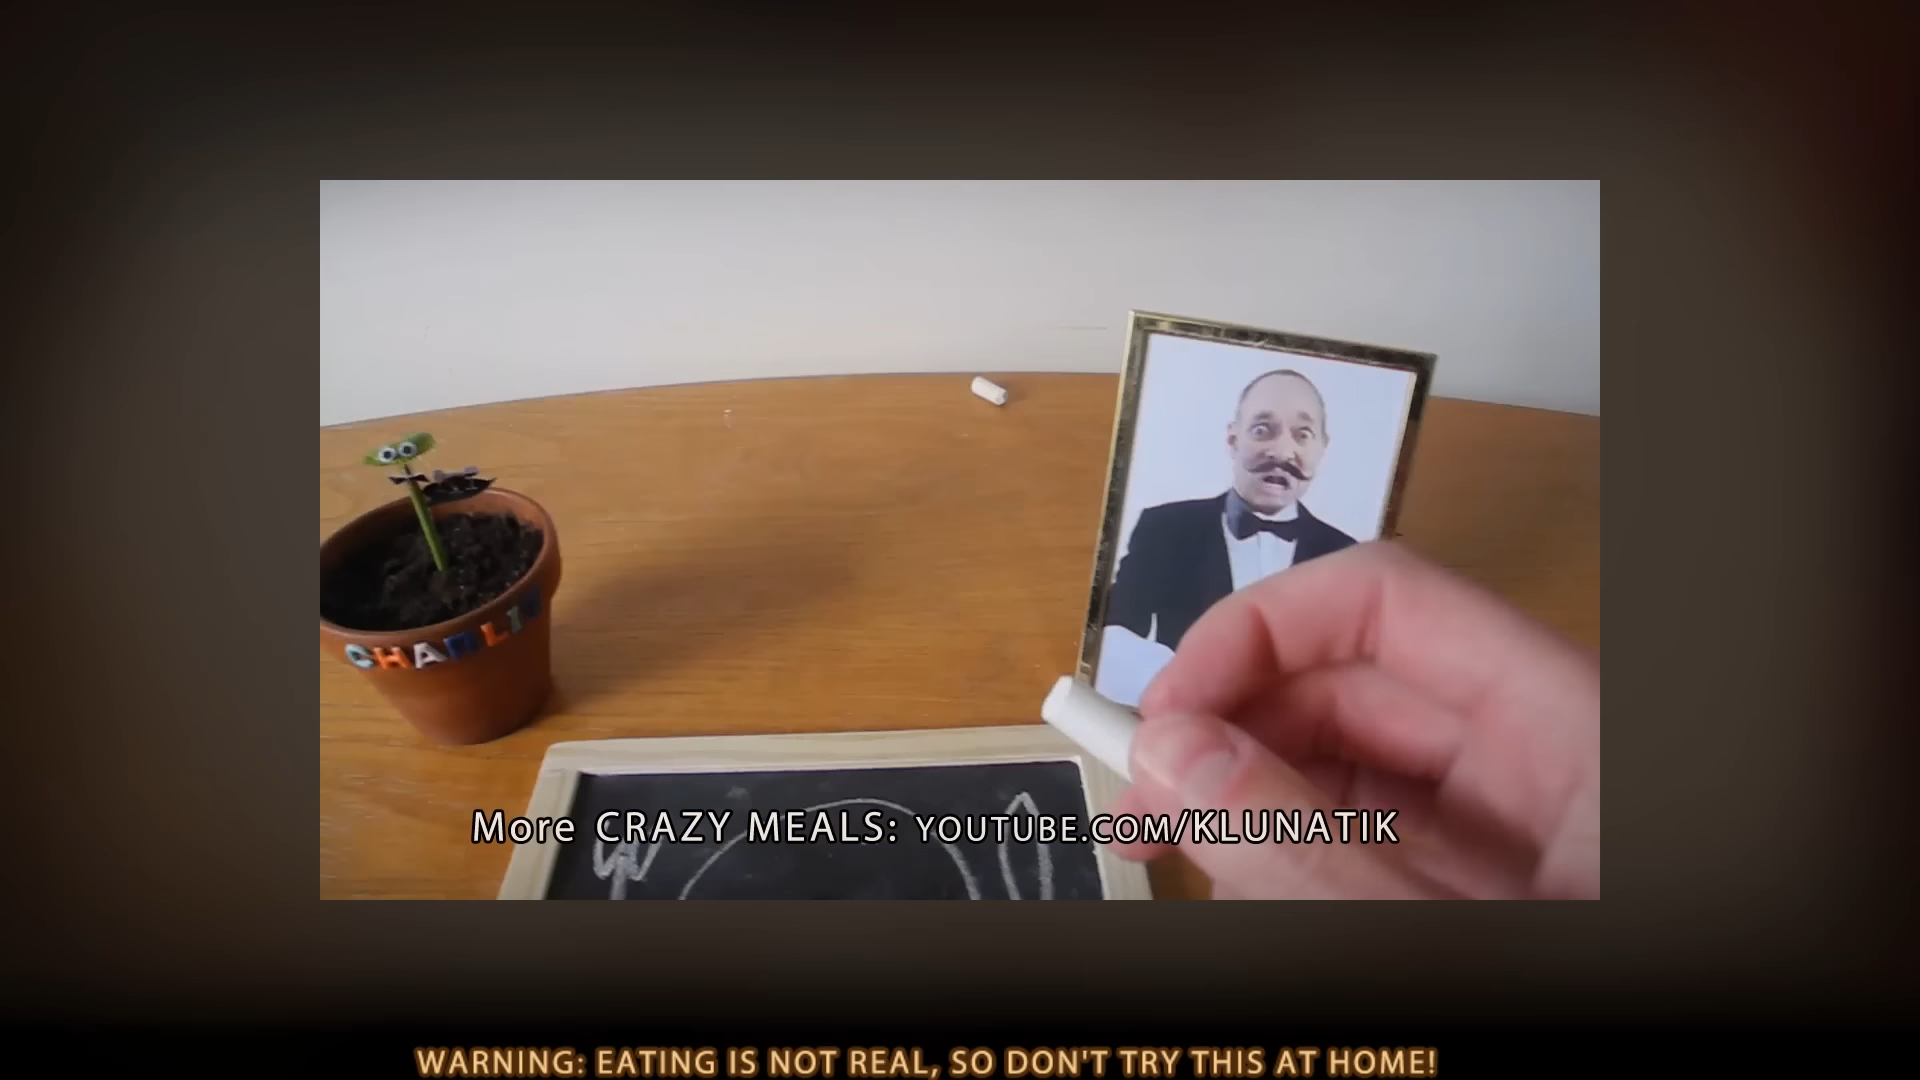 CHARLIE
More CRAZY MEALS: YOUTUBE.COM/KLUNATIK
WARNING: EATING IS NOT REAL, SO DON'T TRY THIS AT HOME!